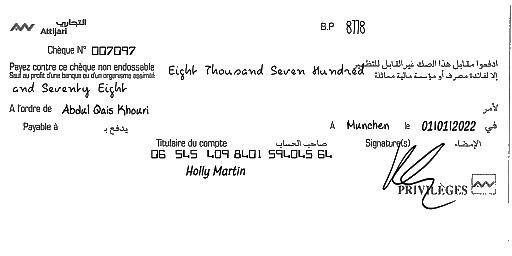 التجاري
Attijari
B.P 8778
Chèque N° 007097
Payez contre ce chèque non endossable
Seuf au profit d'une banque ou d'un organisme assimilé
Eight Thousand Seven Hundred
ادفعوا مقابل هذا الصك غير القابل للتظهير
إلا لفائدة مصرف أو مؤسسة مالية مماثلة
and Seventy Eight
A l'ordre de Abdul Qais Khouri
لأمر
Payable à يدفع بـ
A Munchen le 01/01/2022 في
Titulaire du compte صاحب الحساب
Signature(s) الإمضاء
06 545 409 8401 594045 64
Holly Martin
PRIVILÈGES